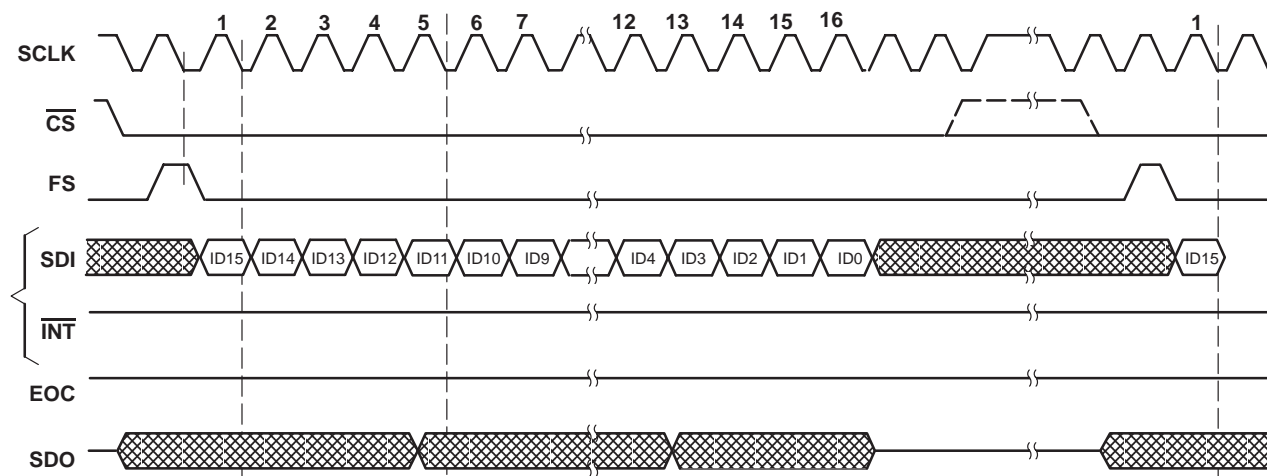 1 2 3 4 5 6 7 12 13 14 15 16 1
SCLK
CS
FS
SDI ID15 ID14 ID13 ID12 ID11 ID10 ID9 ID4 ID3 ID2 ID1 ID0 ID15
INT
EOC
SDO